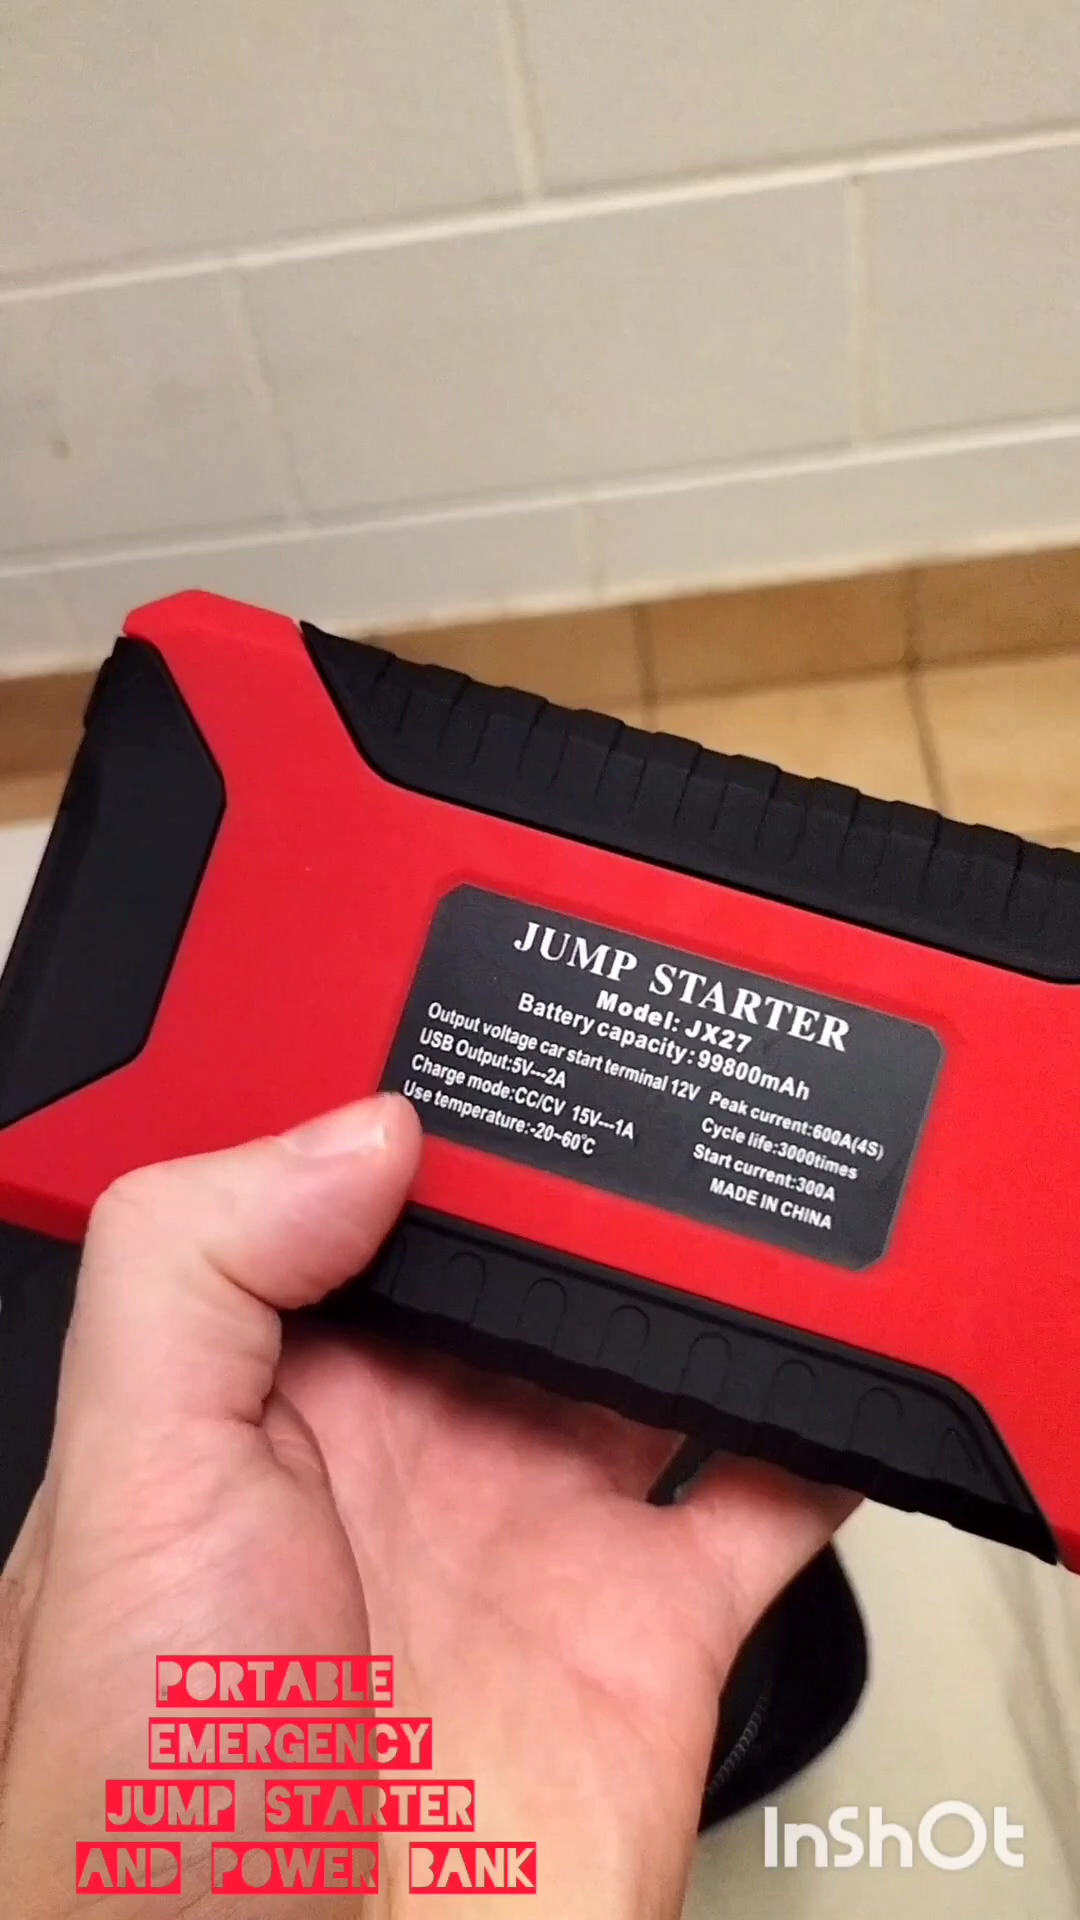 JUMP STARTER
Model: JX27
Battery capacity: 99800mAh
Output voltage car start terminal 12V
USB Output:5V---2A
Charge mode:CC/CV 15V---1A
Use temperature:-20~60℃
Peak current:600A(4S)
Cycle life:3000times
Start current:300A
MADE IN CHINA
PORTABLE
EMERGENCY
JUMP STARTER
AND POWER BANK
InShOt